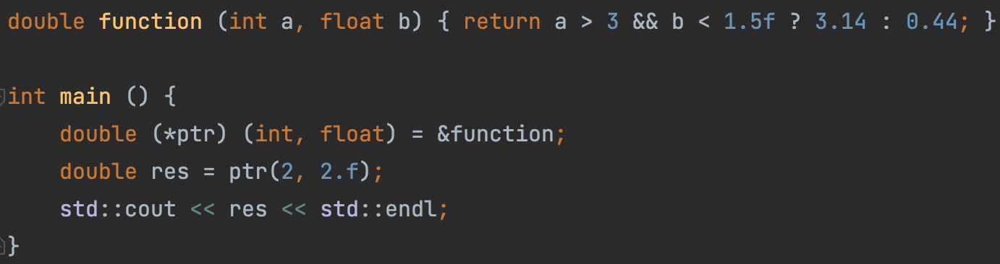 double function (int a, float b) { return a > 3 && b < 1.5f ? 3.14 : 0.44; }
int main () {
    double (*ptr) (int, float) = &function;
    double res = ptr(2, 2.f);
    std::cout << res << std::endl;
}